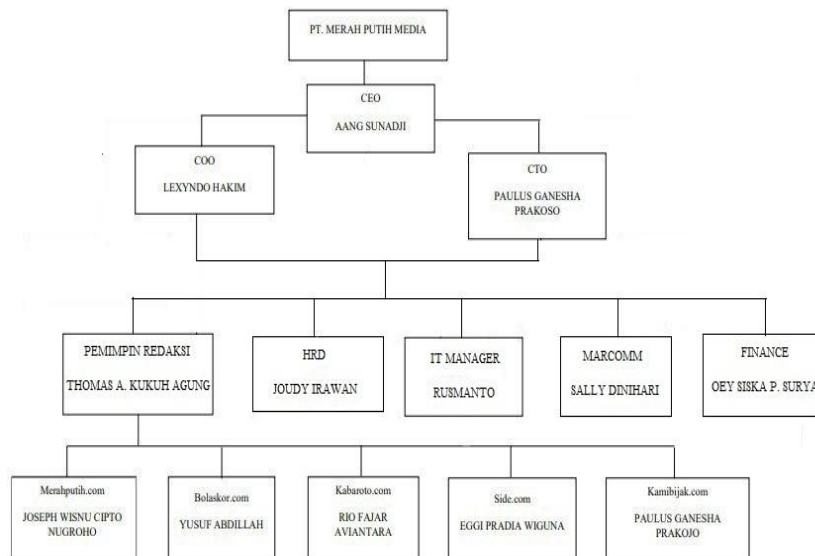 PT. MERAH PUTIH MEDIA
CEO
AANG SUNADJI
COO
LEXYNDO HAKIM
CTO
PAULUS GANESHA
PRAKOSO
PEMIMPIN REDAKSI
THOMAS A. KUKUH AGUNG
HRD
JOUDY IRAWAN
IT MANAGER
RUSMANTO
MARCOMM
SALLY DINIHARI
FINANCE
OEY SISKA P. SURYA
Merahputih.com
JOSEPH WISNU CIPTO
NUGROHO
Bolaskor.com
YUSUF ABDILLAH
Kabaroto.com
RIO FAJAR
AVIANTARA
Side.com
EGGI PRADIA WIGUNA
Kamibijak.com
PAULUS GANESHA
PRAKOJO